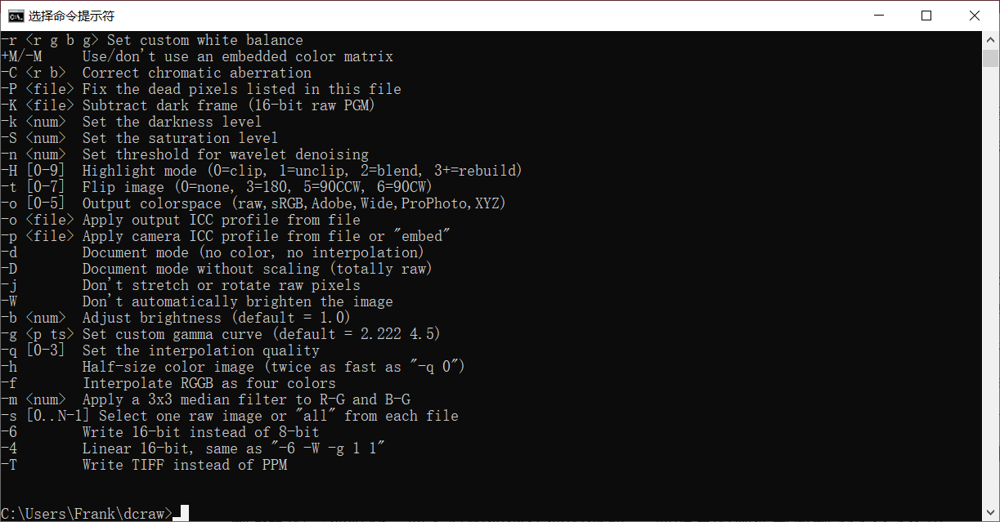 选择命令提示符
-r <r g b g> Set custom white balance
+M/-M     Use/don't use an embedded color matrix
-C <r b>  Correct chromatic aberration
-P <file> Fix the dead pixels listed in this file
-K <file> Subtract dark frame (16-bit raw PGM)
-k <num>  Set the darkness level
-S <num>  Set the saturation level
-n <num>  Set threshold for wavelet denoising
-H [0-9]  Highlight mode (0=clip, 1=unclip, 2=blend, 3+=rebuild)
-t [0-7]  Flip image (0=none, 3=180, 5=90CCW, 6=90CW)
-o [0-5]  Output colorspace (raw,sRGB,Adobe,Wide,ProPhoto,XYZ)
-o <file> Apply output ICC profile from file
-p <file> Apply camera ICC profile from file or "embed"
-d        Document mode (no color, no interpolation)
-D        Document mode without scaling (totally raw)
-j        Don't stretch or rotate raw pixels
-W        Don't automatically brighten the image
-b <num>  Adjust brightness (default = 1.0)
-g <p ts> Set custom gamma curve (default = 2.222 4.5)
-q [0-3]  Set the interpolation quality
-h        Half-size color image (twice as fast as "-q 0")
-f        Interpolate RGGB as four colors
-m <num>  Apply a 3x3 median filter to R-G and B-G
-s [0..N-1] Select one raw image or "all" from each file
-6        Write 16-bit instead of 8-bit
-4        Linear 16-bit, same as "-6 -W -g 1 1"
-T        Write TIFF instead of PPM
C:\Users\Frank\dcraw>